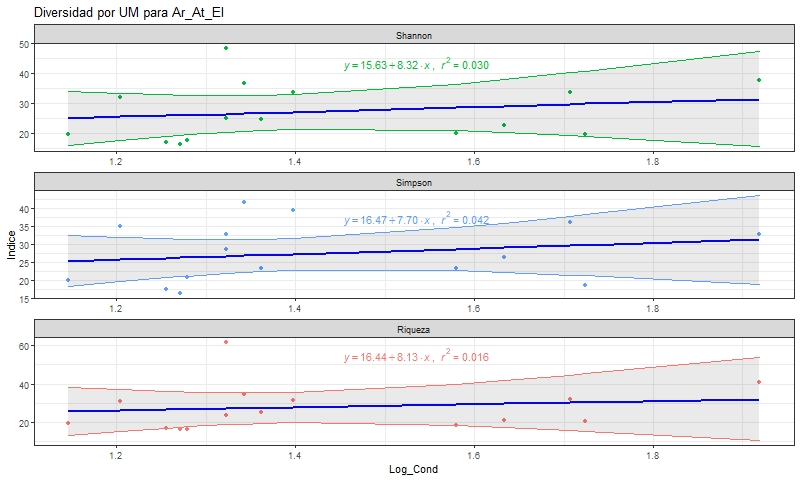 Diversidad por UM para Ar_At_El
Shannon
y = 15.63 + 8.32 · x ,  r² = 0.030
50
40
30
20
1.2 1.4 1.6 1.8
Simpson
y = 16.47 + 7.70 · x ,  r² = 0.042
40
35
30
25
20
15
1.2 1.4 1.6 1.8
Indice
Riqueza
y = 16.44 + 8.13 · x ,  r² = 0.016
60
40
20
1.2 1.4 1.6 1.8
Log_Cond